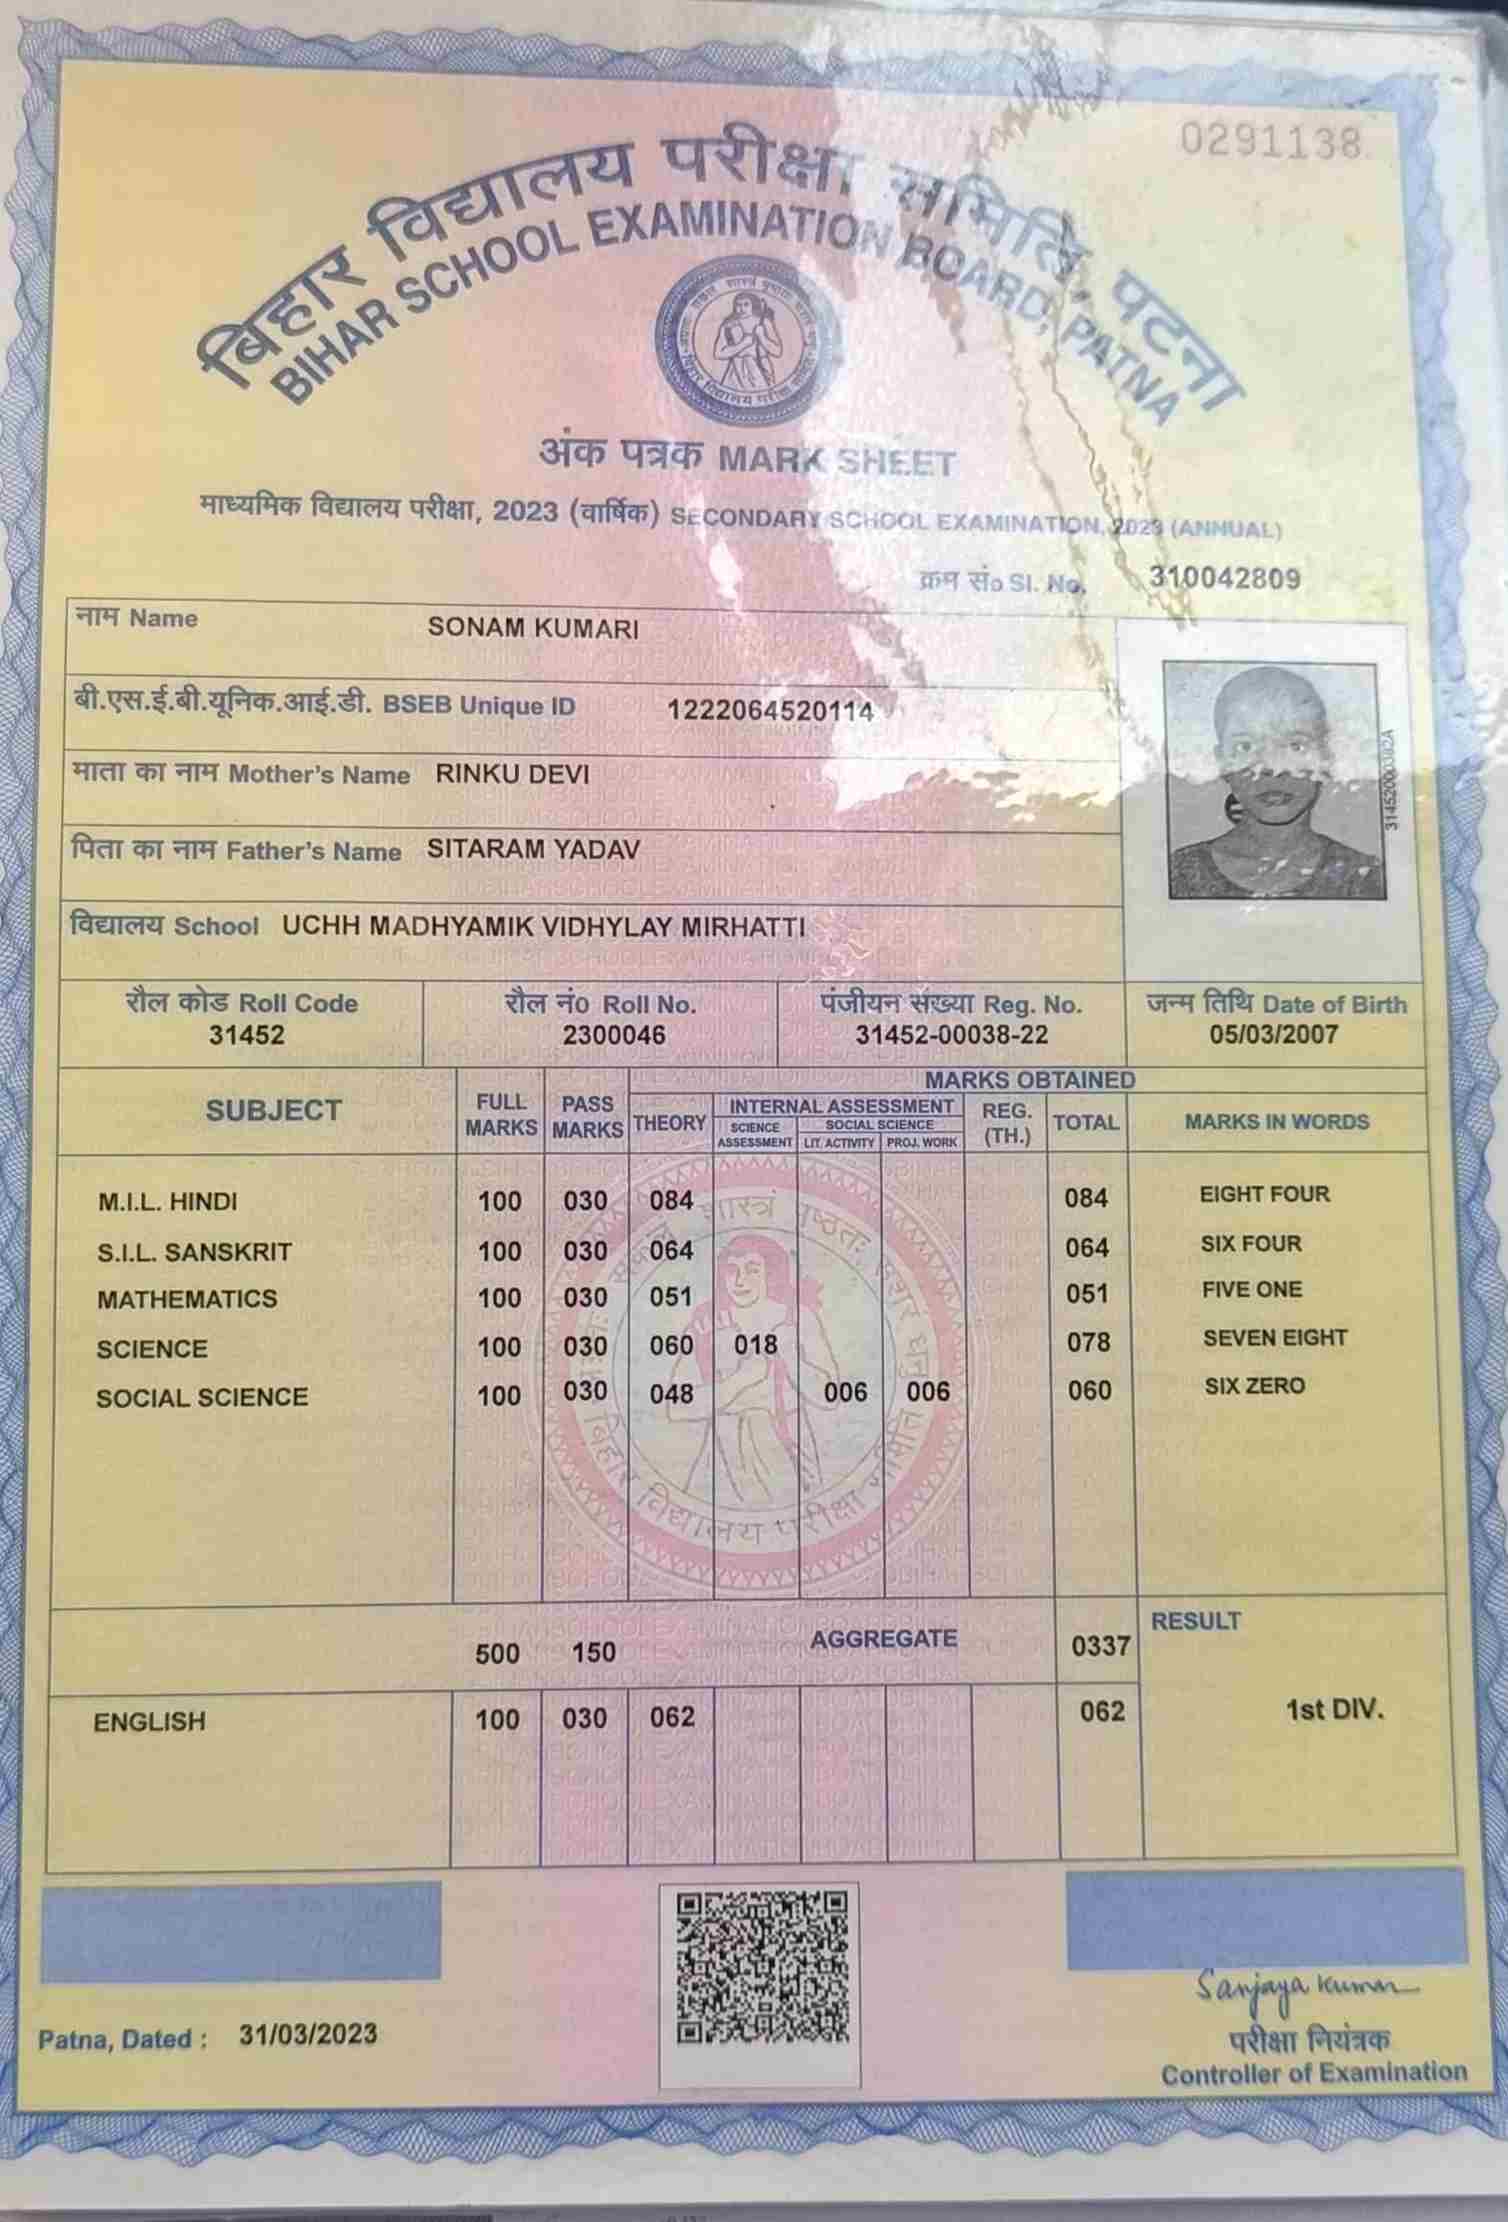 0291138
बिहार विद्यालय परीक्षा समिति, पटना
BIHAR SCHOOL EXAMINATION BOARD, PATNA
अंक पत्रक MARK SHEET
माध्यमिक विद्यालय परीक्षा, 2023 (वार्षिक) SECONDARY SCHOOL EXAMINATION, 2023 (ANNUAL)
क्रम सं० Sl. No. 310042809
नाम Name SONAM KUMARI
बी.एस.ई.बी.यूनिक.आई.डी. BSEB Unique ID 1222064520114
माता का नाम Mother's Name RINKU DEVI
पिता का नाम Father's Name SITARAM YADAV
विद्यालय School UCHH MADHYAMIK VIDHYLAY MIRHATTI
रौल कोड Roll Code रौल नं० Roll No. पंजीयन संख्या Reg. No. जन्म तिथि Date of Birth
31452 2300046 31452-00038-22 05/03/2007
SUBJECT FULL MARKS PASS MARKS MARKS OBTAINED
THEORY INTERNAL ASSESSMENT REG. (TH.) TOTAL MARKS IN WORDS
SCIENCE ASSESSMENT SOCIAL SCIENCE
LIT. ACTIVITY PROJ. WORK
M.I.L. HINDI 100 030 084 084 EIGHT FOUR
S.I.L. SANSKRIT 100 030 064 064 SIX FOUR
MATHEMATICS 100 030 051 051 FIVE ONE
SCIENCE 100 030 060 018 078 SEVEN EIGHT
SOCIAL SCIENCE 100 030 048 006 006 060 SIX ZERO
बिहार विद्यालय परीक्षा समिति
500 150 AGGREGATE 0337 RESULT
ENGLISH 100 030 062 062 1st DIV.
Sanjaya Kumar
Patna, Dated : 31/03/2023
परीक्षा नियंत्रक
Controller of Examination